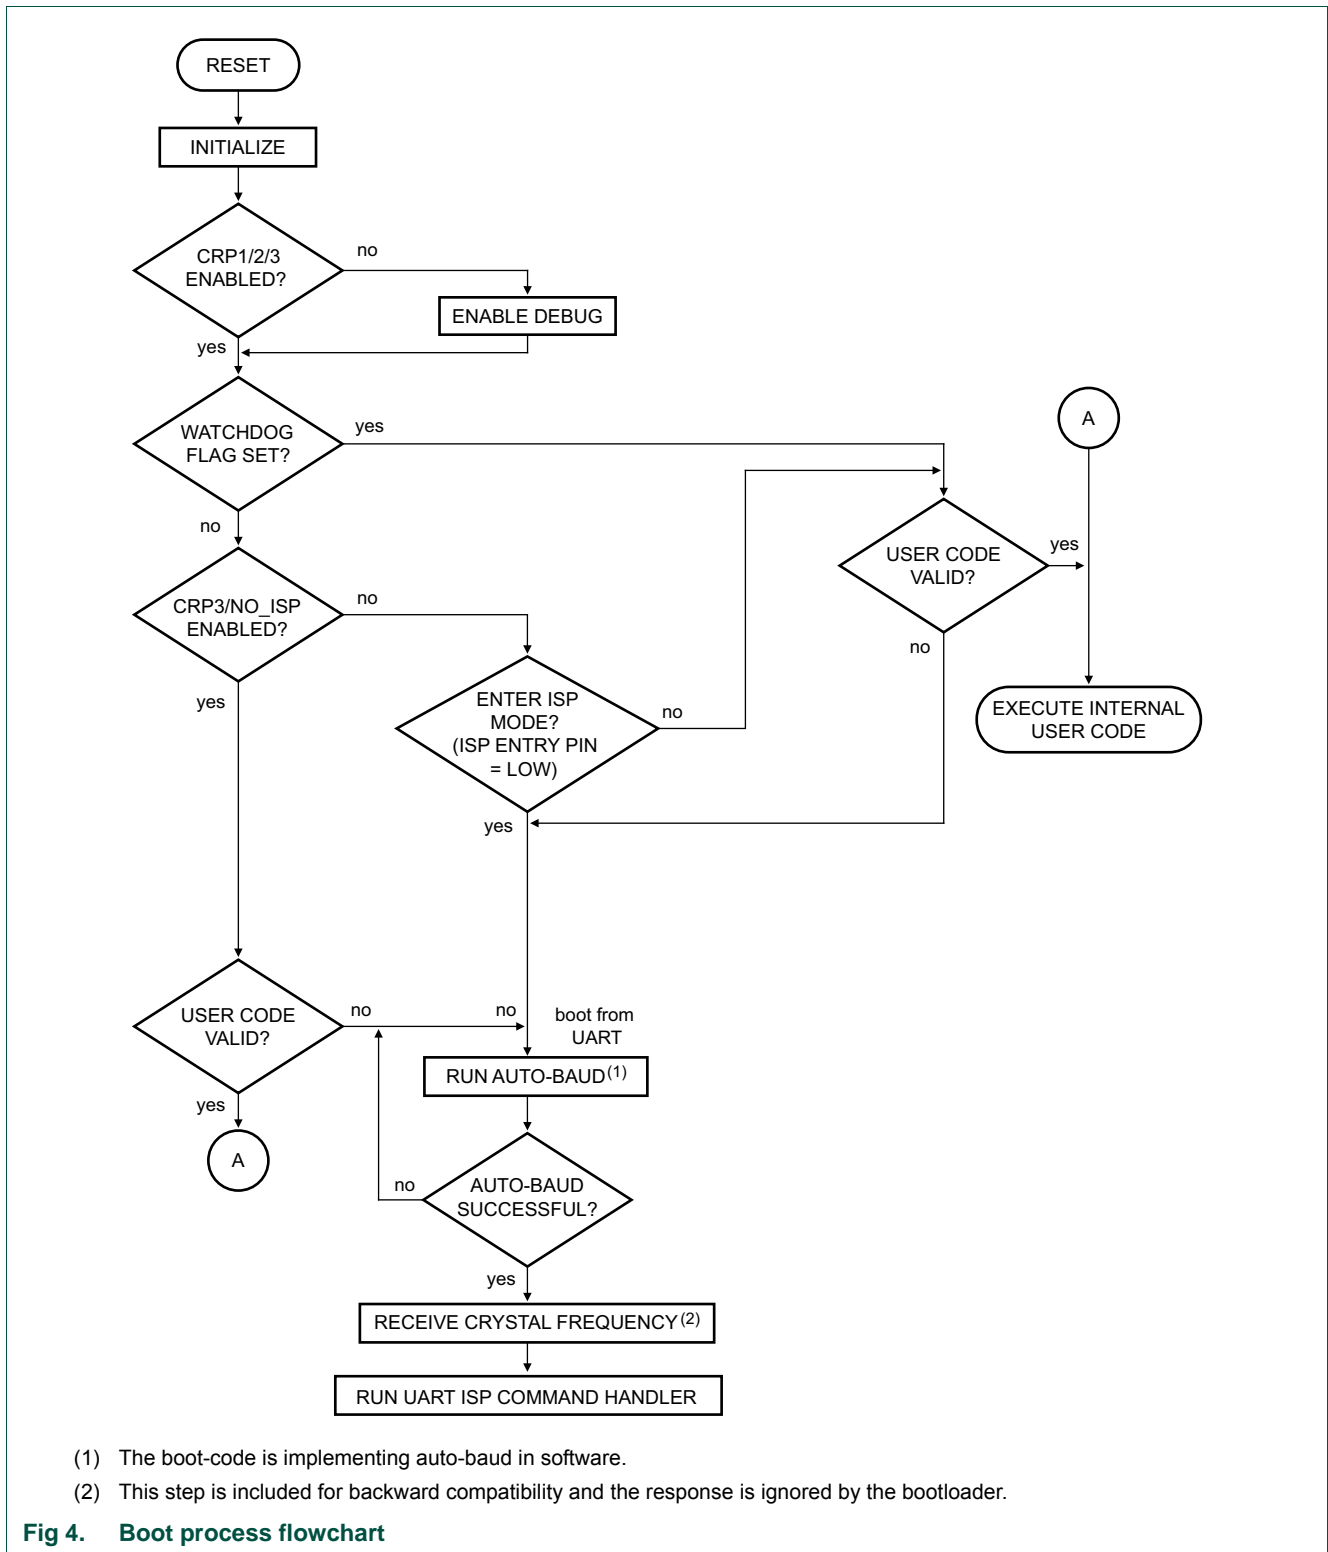 RESET
INITIALIZE
CRP1/2/3
ENABLED?
no
ENABLE DEBUG
yes
WATCHDOG
FLAG SET?
yes
no
A
USER CODE
VALID?
yes
no
CRP3/NO_ISP
ENABLED?
no
yes
ENTER ISP
MODE?
(ISP ENTRY PIN
= LOW)
no
yes
EXECUTE INTERNAL
USER CODE
USER CODE
VALID?
no
no
boot from
UART
yes
A
RUN AUTO-BAUD(1)
AUTO-BAUD
SUCCESSFUL?
no
yes
RECEIVE CRYSTAL FREQUENCY(2)
RUN UART ISP COMMAND HANDLER
(1) The boot-code is implementing auto-baud in software.
(2) This step is included for backward compatibility and the response is ignored by the bootloader.
Fig 4. Boot process flowchart